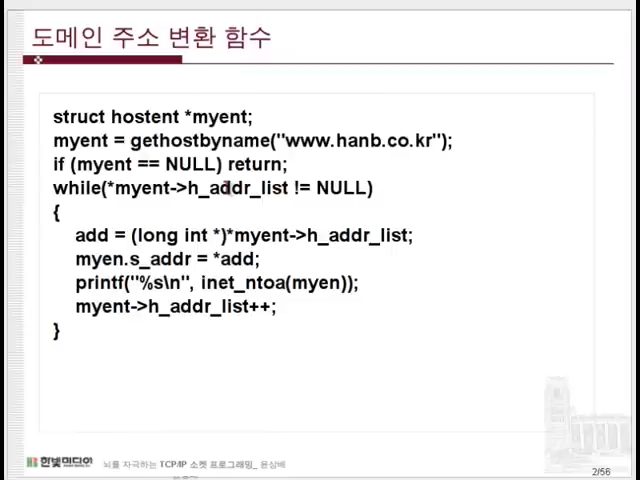 도메인 주소 변환 함수
struct hostent *myent;
myent = gethostbyname("www.hanb.co.kr");
if (myent == NULL) return;
while(*myent->h_addr_list != NULL)
{
add = (long int *)*myent->h_addr_list;
myen.s_addr = *add;
printf("%s\n", inet_ntoa(myen));
myent->h_addr_list++;
}
한빛미디어 뇌를 자극하는 TCP/IP 소켓 프로그래밍_ 윤상배
2/56